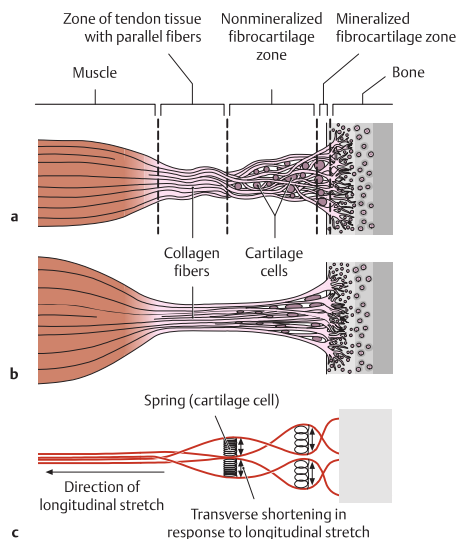 Zone of tendon tissue
with parallel fibers
Nonmineralized
fibrocartilage
zone
Mineralized
fibrocartilage zone
Muscle
Bone
a
Collagen
fibers
Cartilage
cells
b
Spring (cartilage cell)
Direction of
longitudinal stretch
Transverse shortening in
response to longitudinal stretch
c